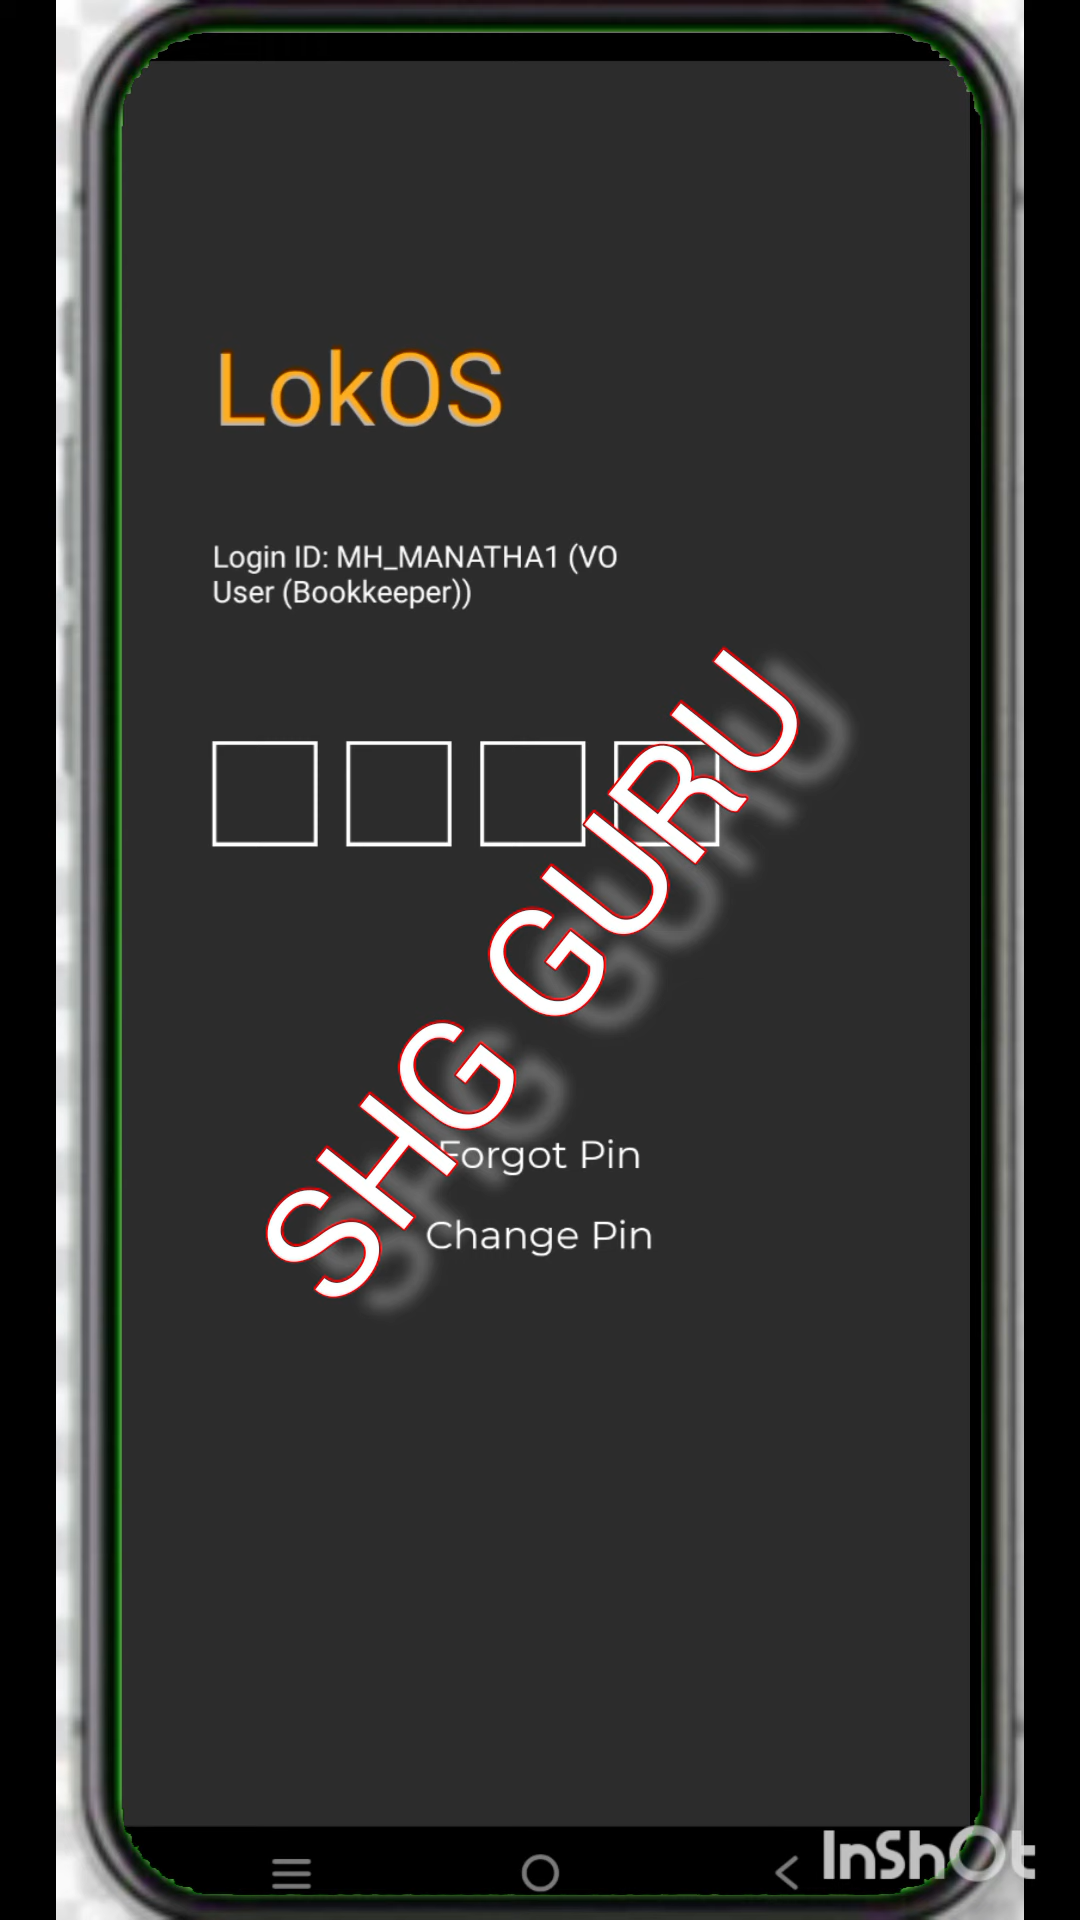 LokOS
Login ID: MH_MANATHA1 (VO
User (Bookkeeper))
SHG GURU
Forgot Pin
Change Pin
InShOt